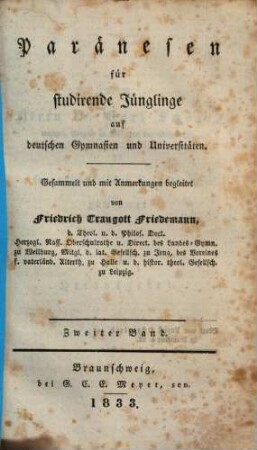 Paränesen
für
studirende Jünglinge
auf
deutschen Gymnasien und Universitäten.
Gesammelt und mit Anmerkungen begleitet
von
Friedrich Traugott Friedemann,
d. Theol. u. d. Philos. Doct.
Herzogl. Nass. Oberschulrathe u. Direct. des Landes-Gymn.
zu Weilburg, Mitgl. d. lat. Gesellsch. zu Jena, des Vereines
f. vaterländ. Alterth. zu Halle u. d. histor. theol. Gesellsch.
zu Leipzig.
Zweiter Band.
Braunschweig,
bei G. C. E. Meyer, sen.
1833.